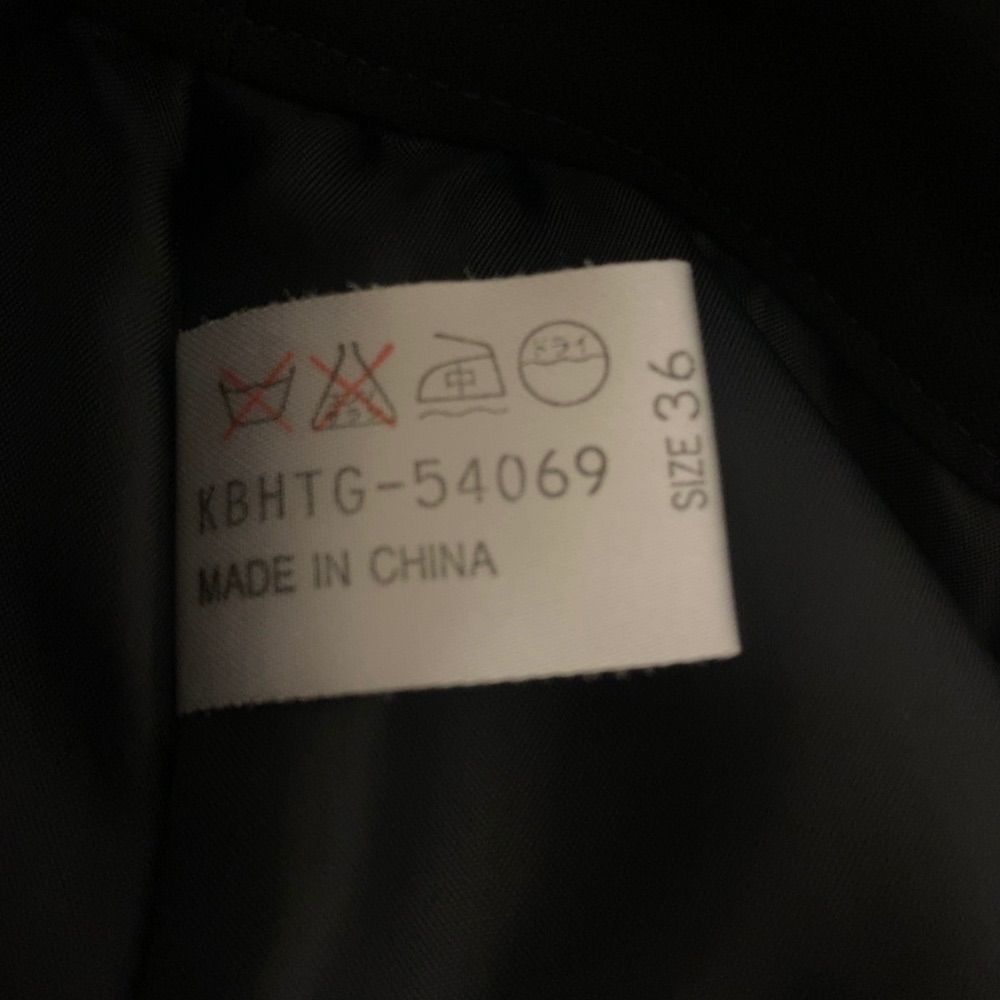 中 ドライ
KBHTG-54069
MADE IN CHINA
SIZE 36